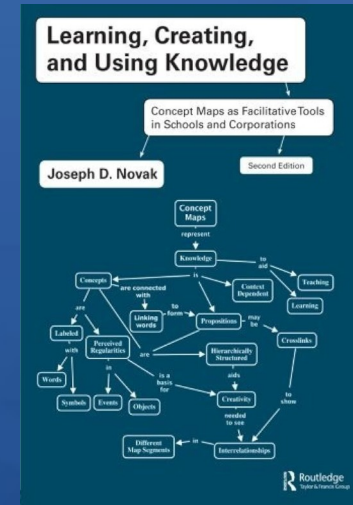 Learning, Creating,
and Using Knowledge
Concept Maps as Facilitative Tools
in Schools and Corporations
Second Edition
Joseph D. Novak
Concept
Maps
represent
Knowledge
to
aid
Teaching
Learning
is
Concepts
are connected
with
Context
Dependent
Linking
words
to
form
Propositions
may
be
Crosslinks
are
Labeled
Perceived
Regularities
are
Hierarchically
Structured
with
in
is a
basis
for
aids
Words
Symbols
Events
Objects
Creativity
to
show
needed
to see
Different
Map Segments
in
Interrelationships
Routledge
Taylor & Francis Group